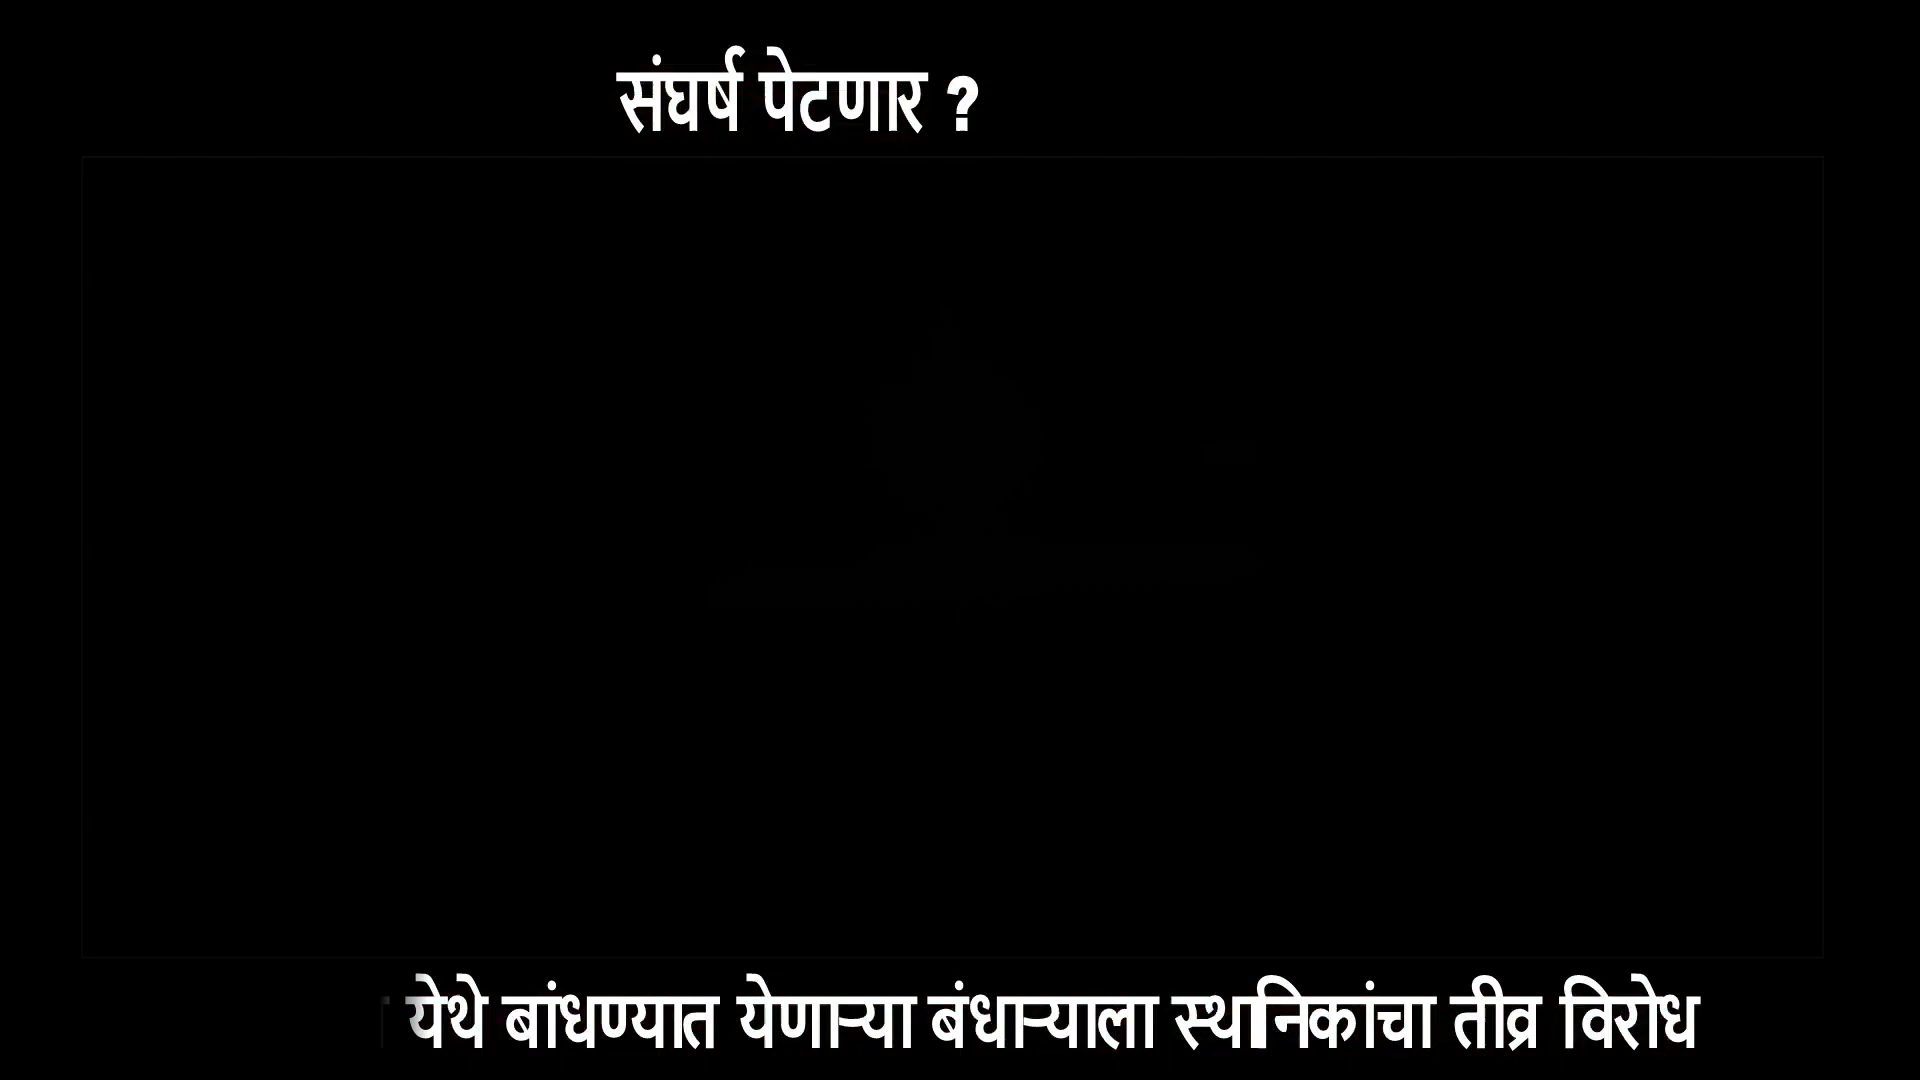 संघर्ष पेटणार ?
येथे बांधण्यात येणाऱ्या बंधाऱ्याला स्थानिकांचा तीव्र विरोध